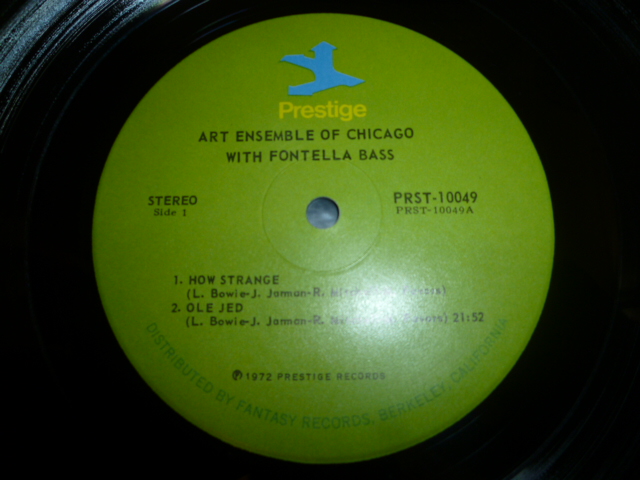 Prestige
ART ENSEMBLE OF CHICAGO
WITH FONTELLA BASS
STEREO
Side 1
PRST-10049
PRST-10049A
1. HOW STRANGE
(L. Bowie-J. Jarman-R.
2. OLE JED
(L. Bowie-J. Jarman-R. 21:52
℗1972 PRESTIGE RECORDS
DISTRIBUTED BY FANTASY RECORDS, BERKELEY, CALIFORNIA